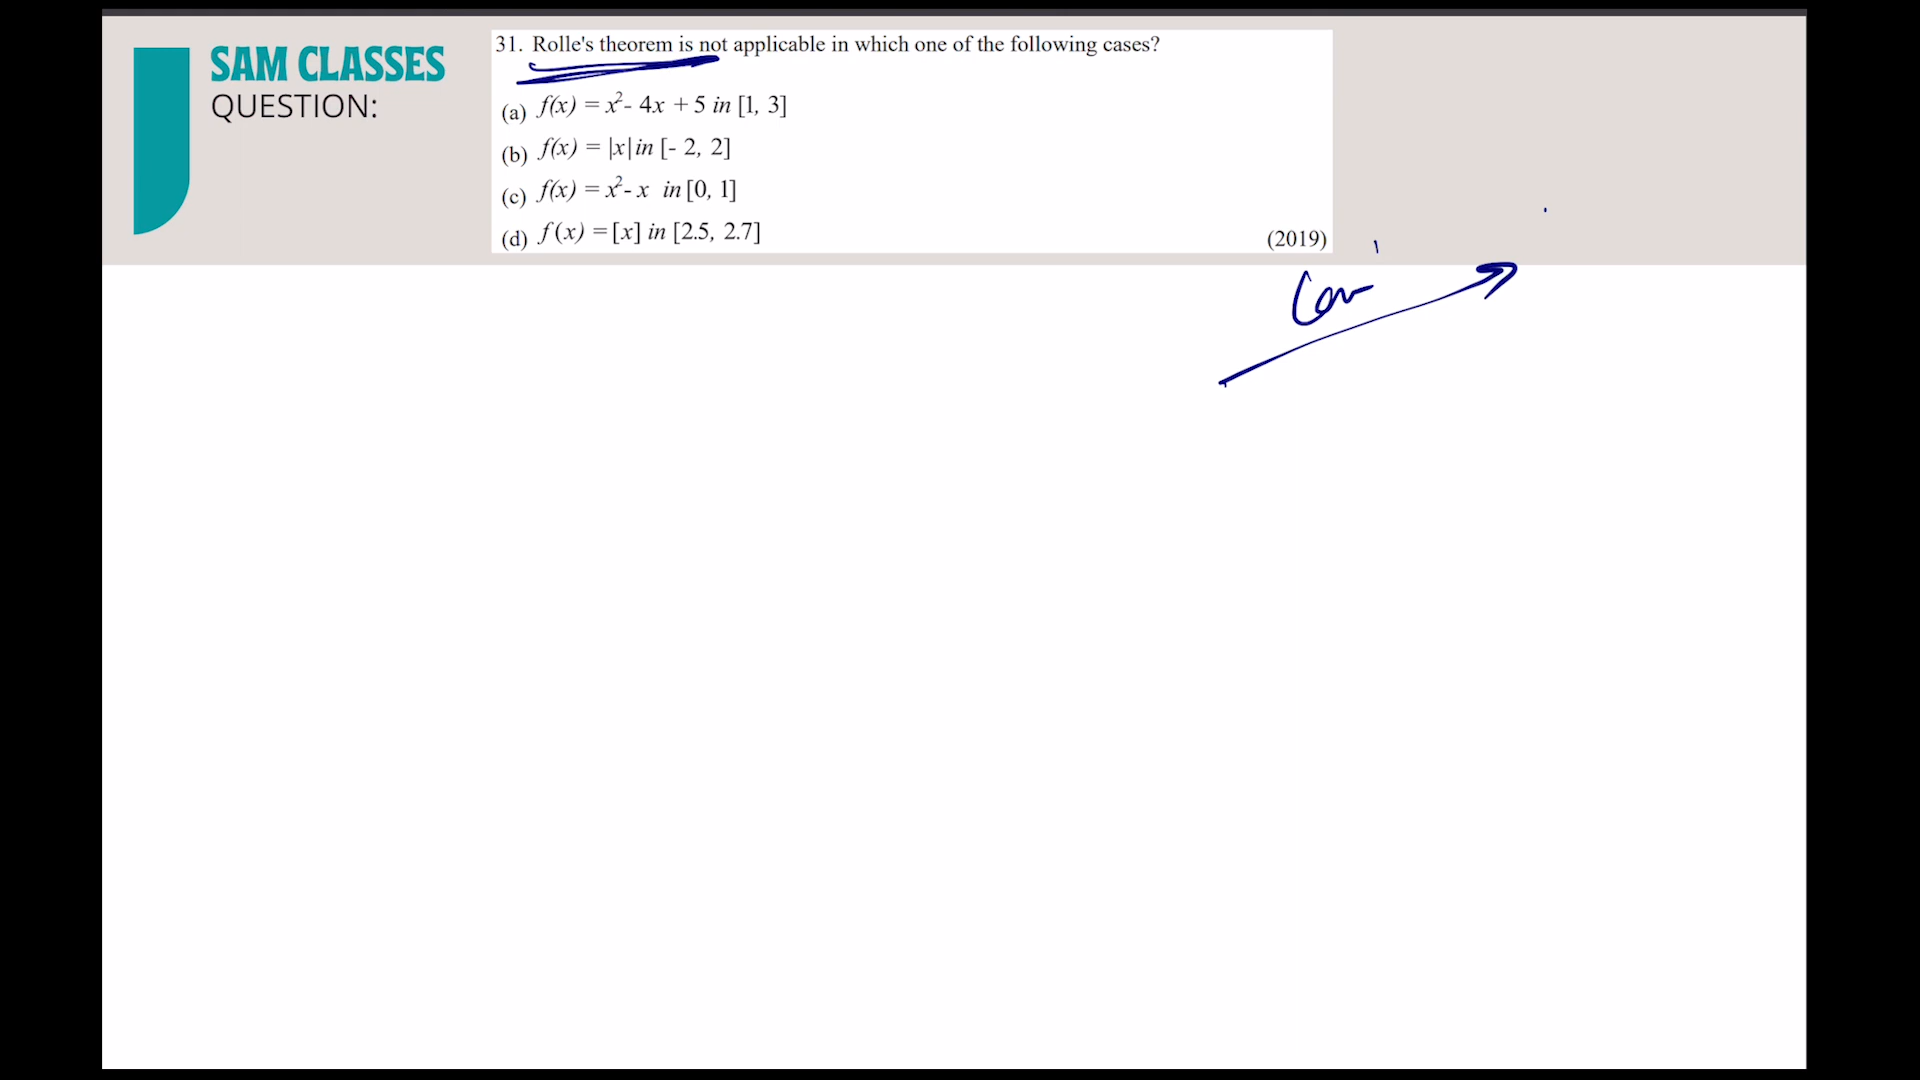 SAM CLASSES
QUESTION:
31. Rolle's theorem is not applicable in which one of the following cases?
(a) f(x) = x² - 4x + 5 in [1, 3]
(b) f(x) = |x| in [- 2, 2]
(c) f(x) = x² - x in [0, 1]
(d) f (x) = [x] in [2.5, 2.7]
(2019)